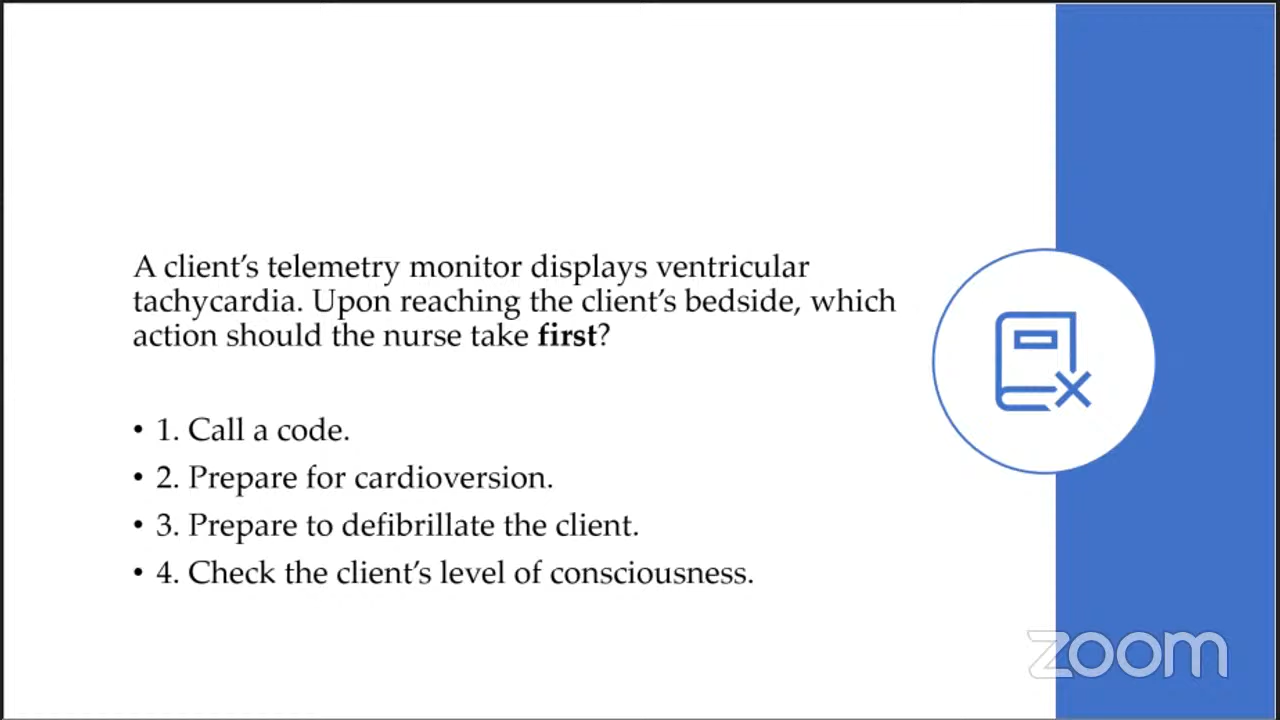 A client’s telemetry monitor displays ventricular
tachycardia. Upon reaching the client’s bedside, which
action should the nurse take first?
• 1. Call a code.
• 2. Prepare for cardioversion.
• 3. Prepare to defibrillate the client.
• 4. Check the client’s level of consciousness.
zoom